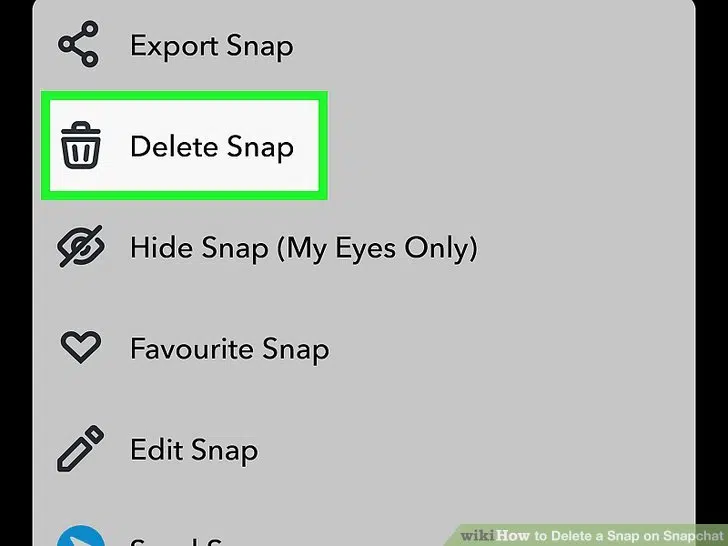 Export Snap
Delete Snap
Hide Snap (My Eyes Only)
Favourite Snap
Edit Snap
wikiHow to Delete a Snap on Snapchat